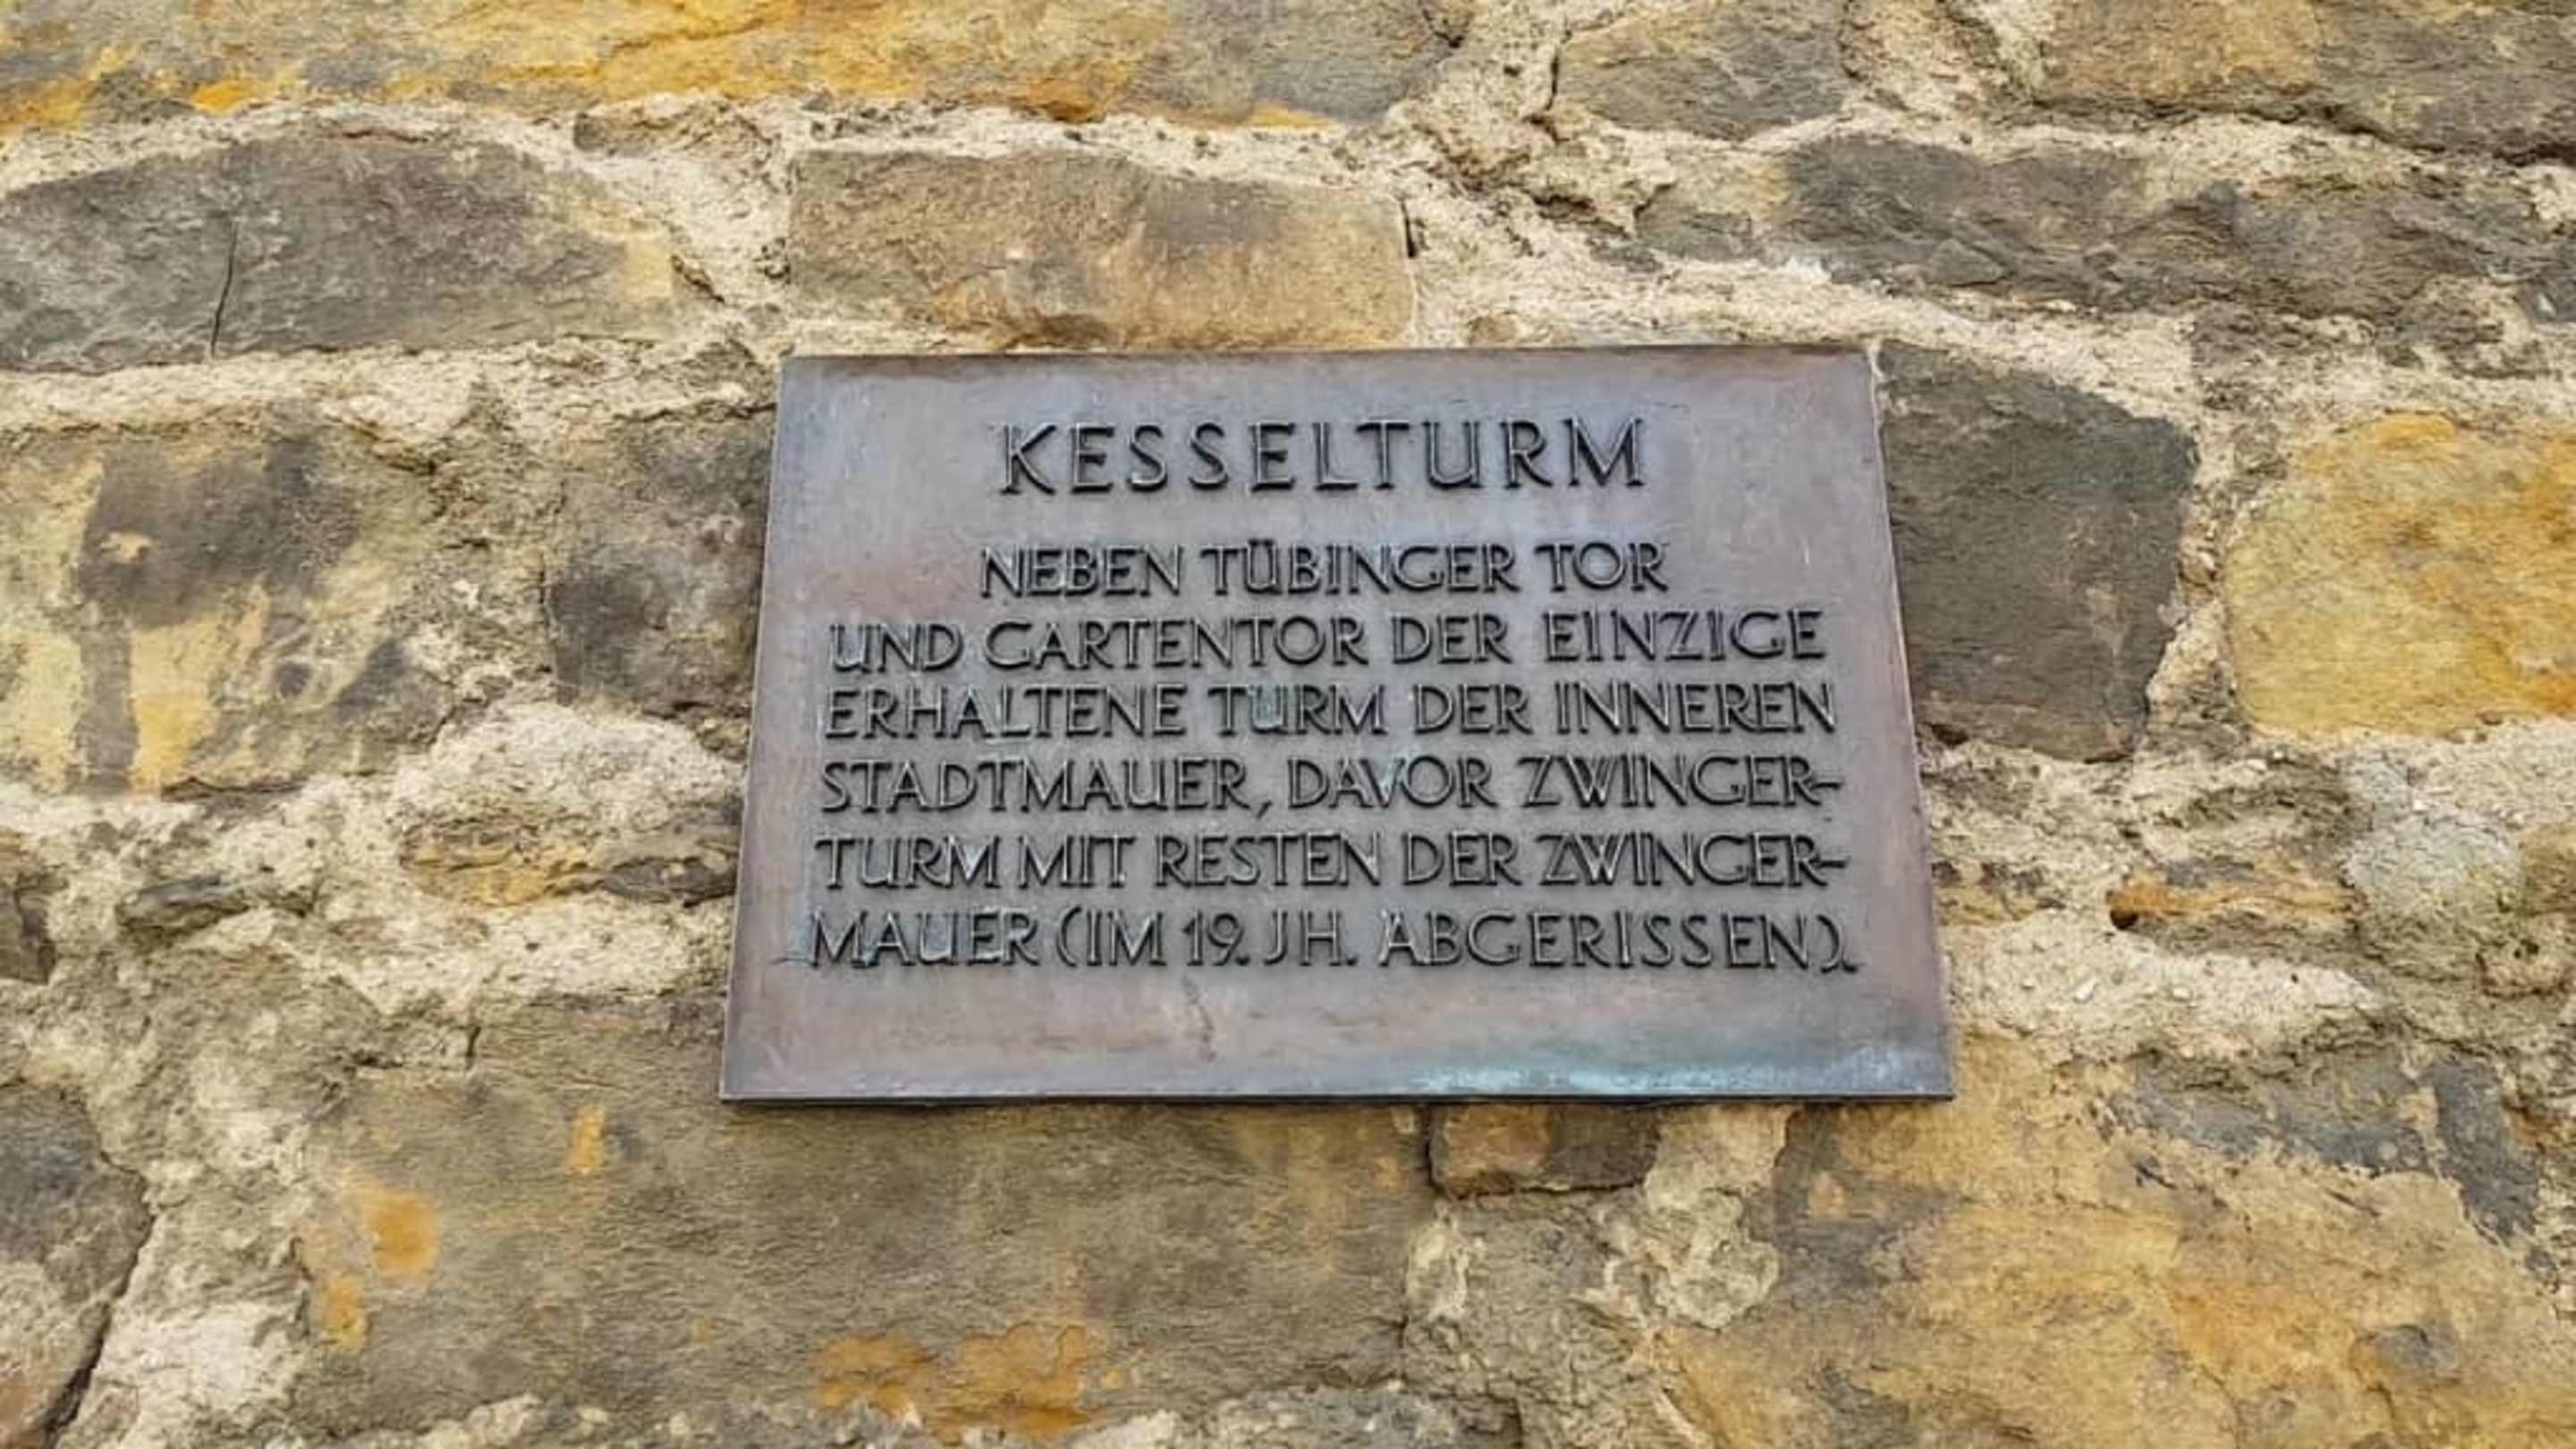 KESSELTURM
NEBEN TÜBINGER TOR
UND GARTENTOR DER EINZIGE
ERHALTENE TURM DER INNEREN
STADTMAUER, DAVOR ZWINGER-
TURM MIT RESTEN DER ZWINGER-
MAUER (IM 19. JH. ABGERISSEN).